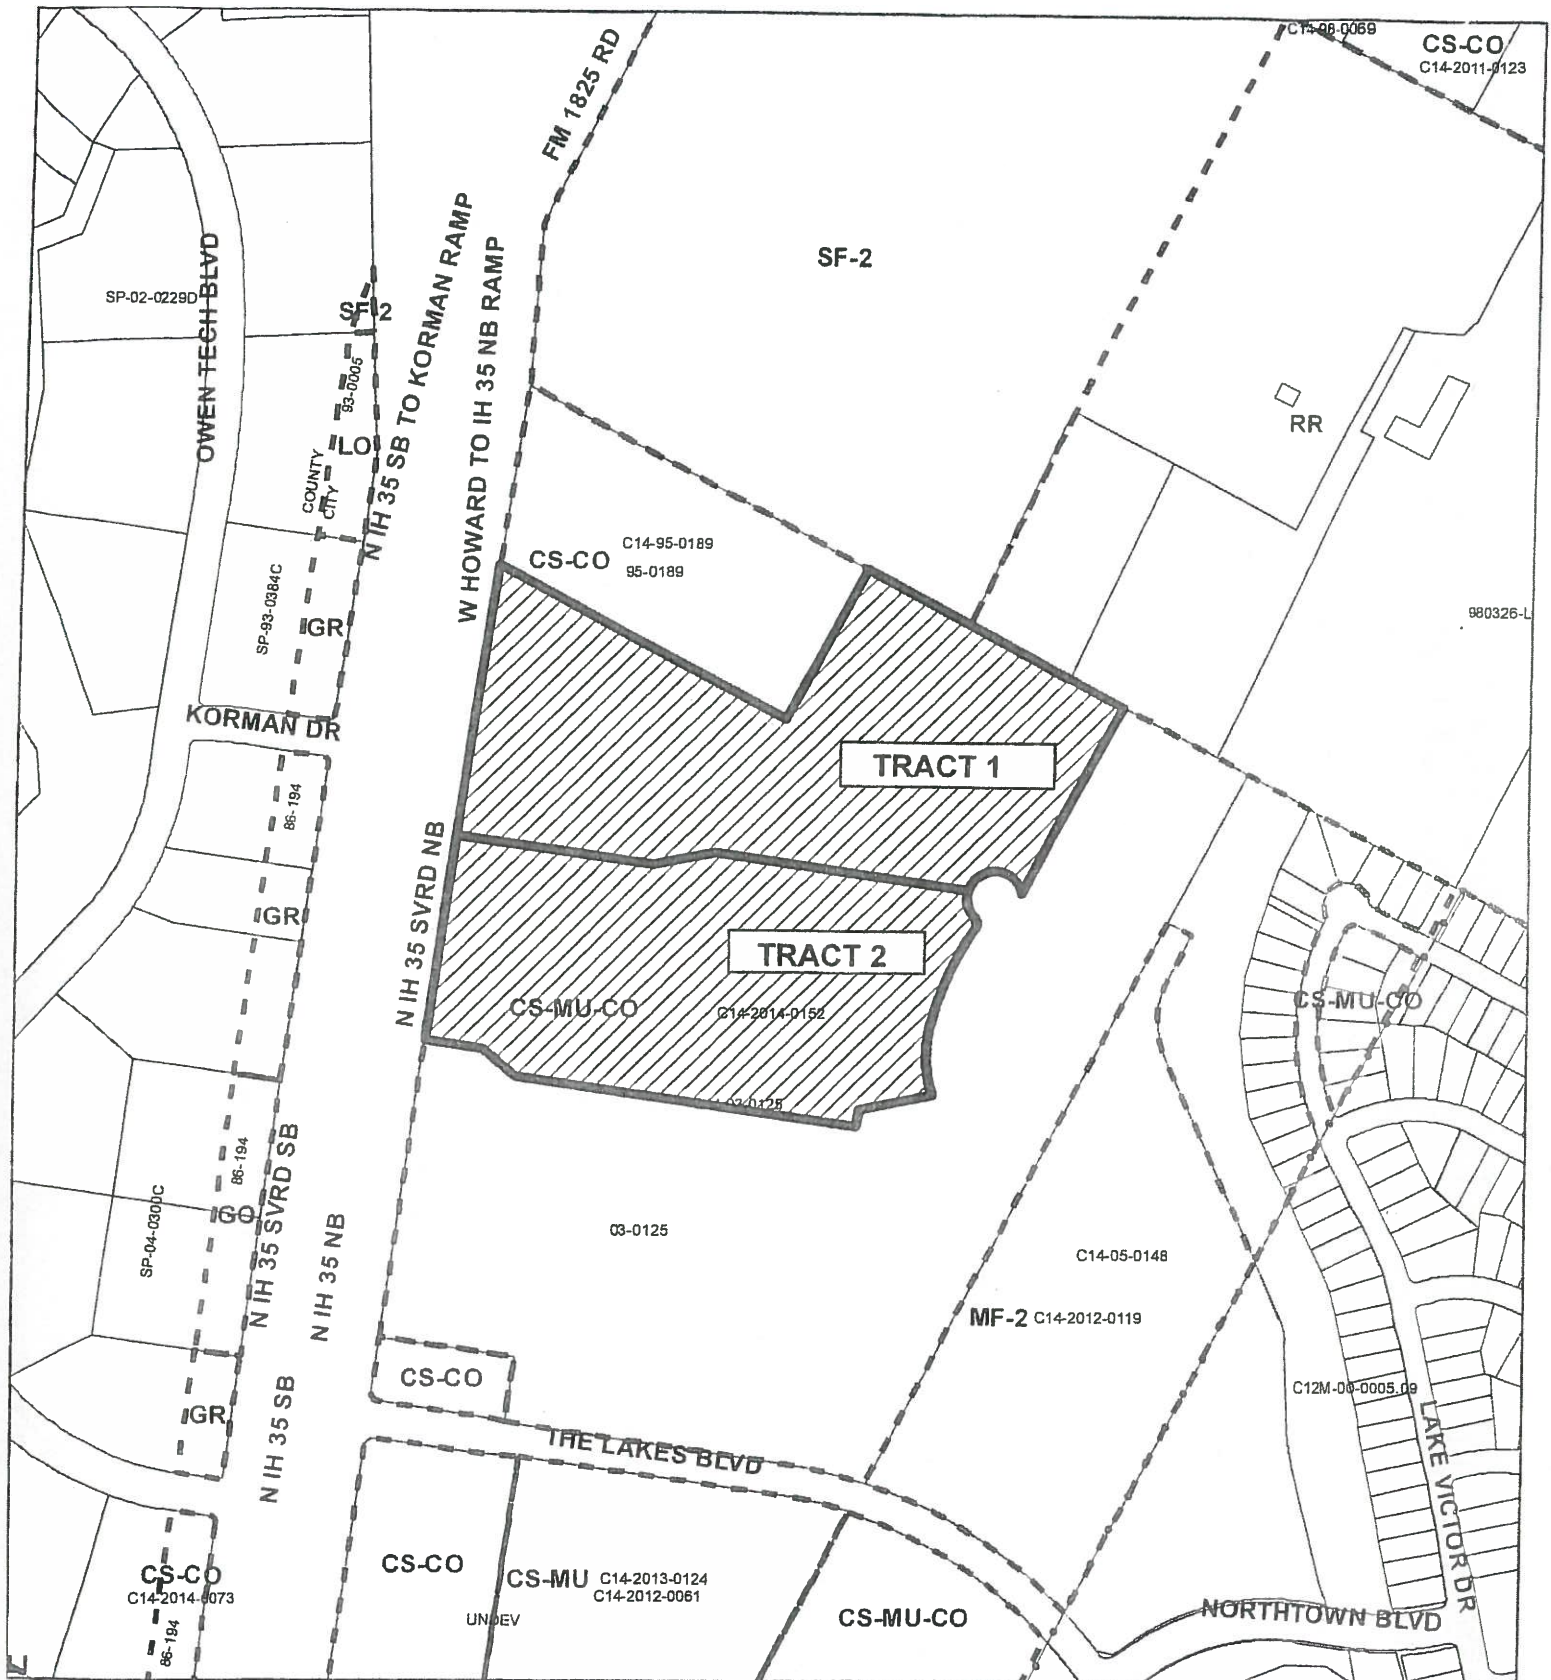 C14-98-0069
CS-CO
C14-2011-0123
FM 1825 RD
SF-2
OWEN TECH BLVD
SP-02-0229D
SF-2
93-0005
LO
COUNTY
CITY
N IH 35 SB TO KORMAN RAMP
W HOWARD TO IH 35 NB RAMP
RR
CS-CO
C14-95-0189
95-0189
SP-93-0384C
GR
980326-L
KORMAN DR
TRACT 1
86-194
GR
N IH 35 SVRD NB
TRACT 2
CS-MU-CO
C14-2014-0152
CS-MU-CO
03-0125
86-194
GO
SP-04-0300C
N IH 35 SVRD SB
N IH 35 NB
03-0125
C14-05-0148
MF-2 C14-2012-0119
CS-CO
C12M-00-0005.09
GR
N IH 35 SB
THE LAKES BLVD
LAKE VICTOR DR
CS-CO
C14-2014-0073
86-194
CS-CO
CS-MU C14-2013-0124
C14-2012-0061
UNDEV
CS-MU-CO
NORTHTOWN BLVD